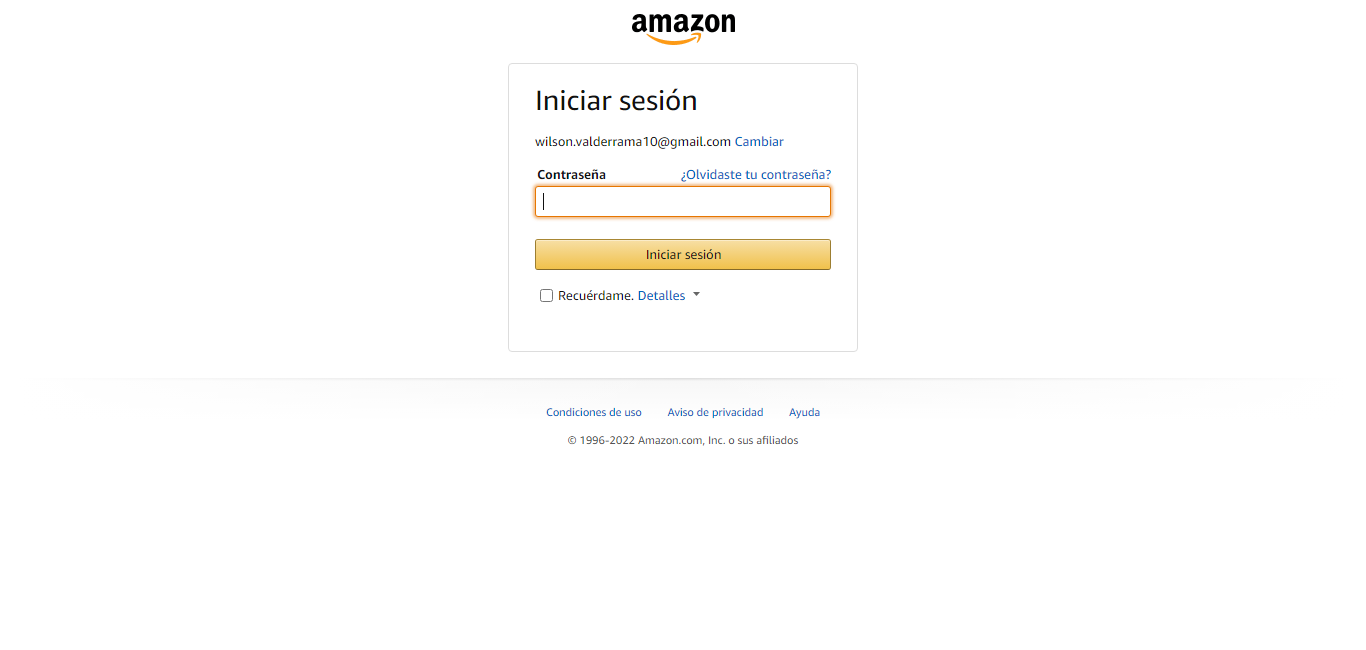 amazon
Iniciar sesión
wilson.valderrama10@gmail.com Cambiar
Contraseña ¿Olvidaste tu contraseña?
Iniciar sesión
Recuérdame. Detalles
Condiciones de uso Aviso de privacidad Ayuda
© 1996-2022 Amazon.com, Inc. o sus afiliados